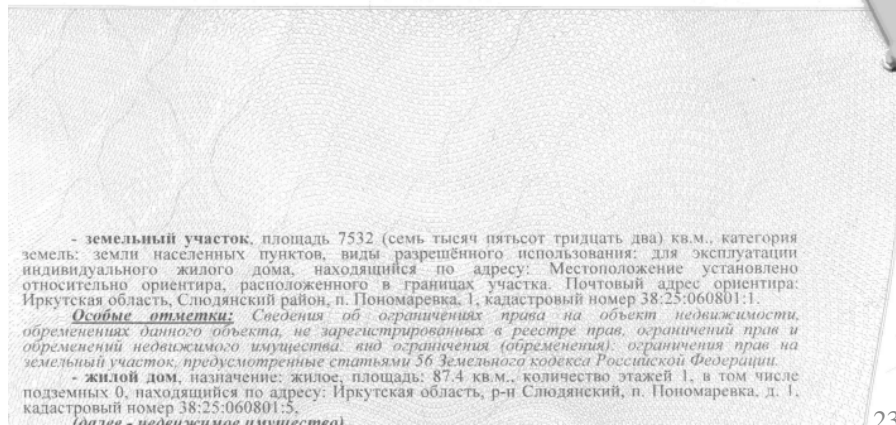 - земельный участок, площадь 7532 (семь тысяч пятьсот тридцать два) кв.м., категория
земель: земли населенных пунктов, виды разрешённого использования: для эксплуатации
индивидуального жилого дома, находящийся по адресу: Местоположение установлено
относительно ориентира, расположенного в границах участка. Почтовый адрес ориентира:
Иркутская область, Слюдянский район, п. Пономаревка, 1, кадастровый номер 38:25:060801:1.
Особые отметки: Сведения об ограничениях права на объект недвижимости,
обременениях данного объекта, не зарегистрированных в реестре прав, ограничений прав и
обременений недвижимого имущества: вид ограничения (обременения): ограничения прав на
земельный участок, предусмотренные статьями 56 Земельного кодекса Российской Федерации.
- жилой дом, назначение: жилое, площадь: 87.4 кв.м., количество этажей 1, в том числе
подземных 0, находящийся по адресу: Иркутская область, р-н Слюдянский, п. Пономаревка, д. 1,
кадастровый номер 38:25:060801:5,
(далее - недвижимое имущество)
23